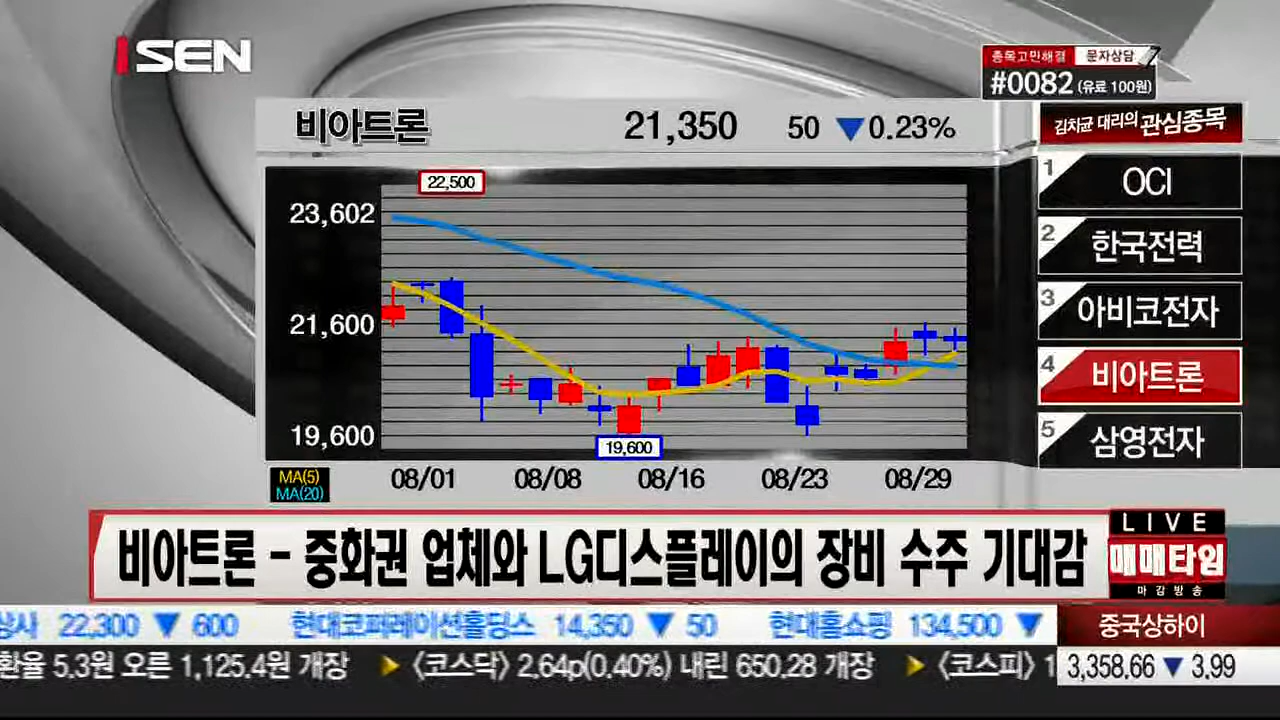 SEN
종목고민해결 문자상담
#0082 (유료 100원)
비아트론 21,350 50 ▼0.23%
김치균 대리의 관심종목
1 OCI
2 한국전력
3 아비코전자
4 비아트론
5 삼영전자
22,500
23,602
21,600
19,600
19,600
08/01 08/08 08/16 08/23 08/29
MA(5)
MA(20)
비아트론 - 중화권 업체와 LG디스플레이의 장비 수주 기대감
LIVE
매매타임
마감방송
상사 22,300 ▼ 600 현대코퍼레이션홀딩스 14,350 ▼ 50 현대홈쇼핑 134,500 ▼
중국상하이
환율 5.3원 오른 1,125.4원 개장 ▶ 〈코스닥〉 2.64p(0.40%) 내린 650.28 개장 ▶ 〈코스피〉 1
3,358.66 ▼ 3.99